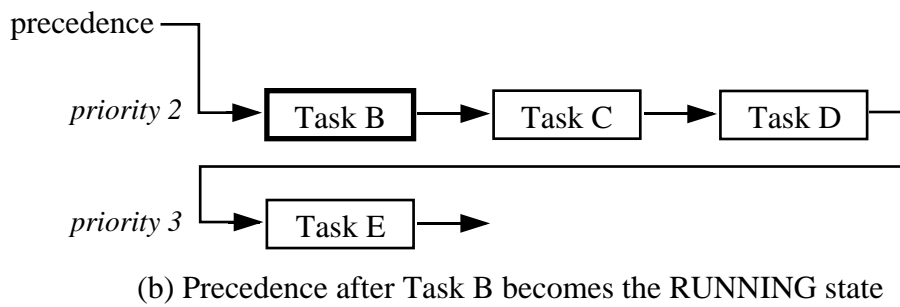 precedence
priority 2 Task B Task C Task D
priority 3 Task E
(b) Precedence after Task B becomes the RUNNING state